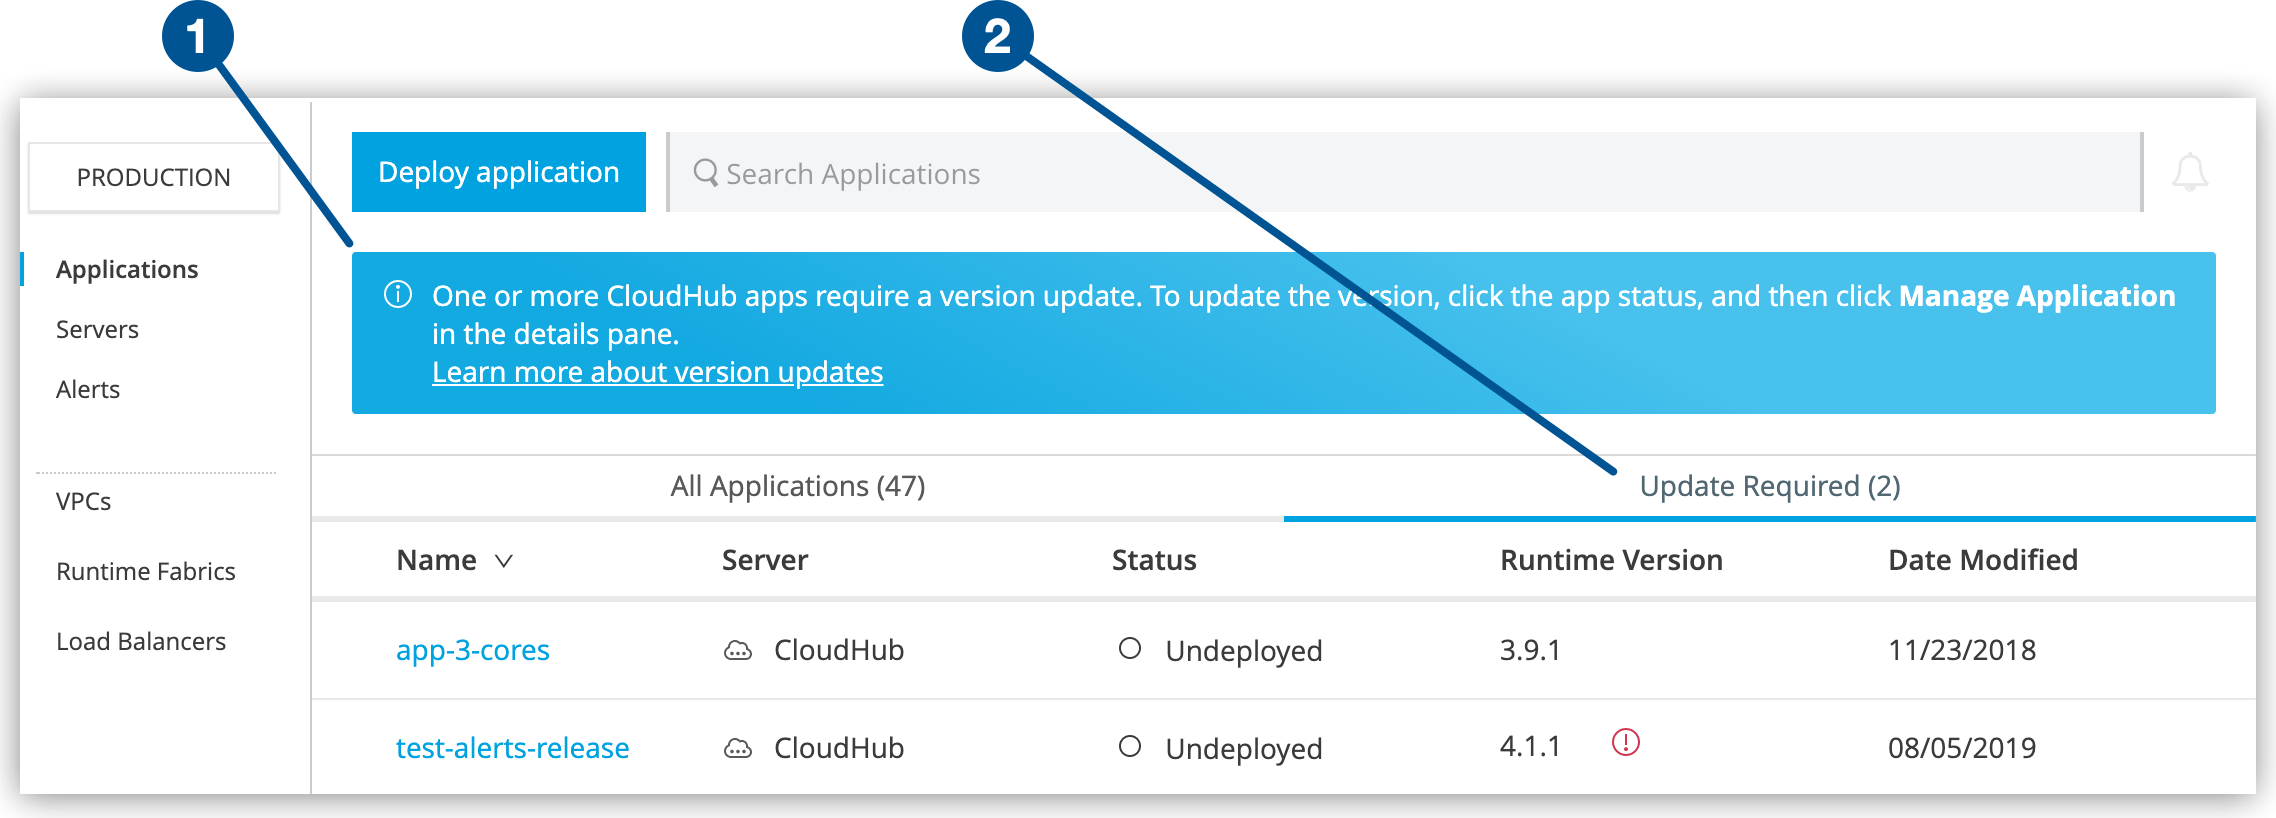 1
2
PRODUCTION
Applications
Servers
Alerts
VPCs
Runtime Fabrics
Load Balancers
Deploy application
Search Applications
One or more CloudHub apps require a version update. To update the version, click the app status, and then click Manage Application
in the details pane.
Learn more about version updates
All Applications (47)
Update Required (2)
Name Server Status Runtime Version Date Modified
app-3-cores CloudHub Undeployed 3.9.1 11/23/2018
test-alerts-release CloudHub Undeployed 4.1.1 08/05/2019